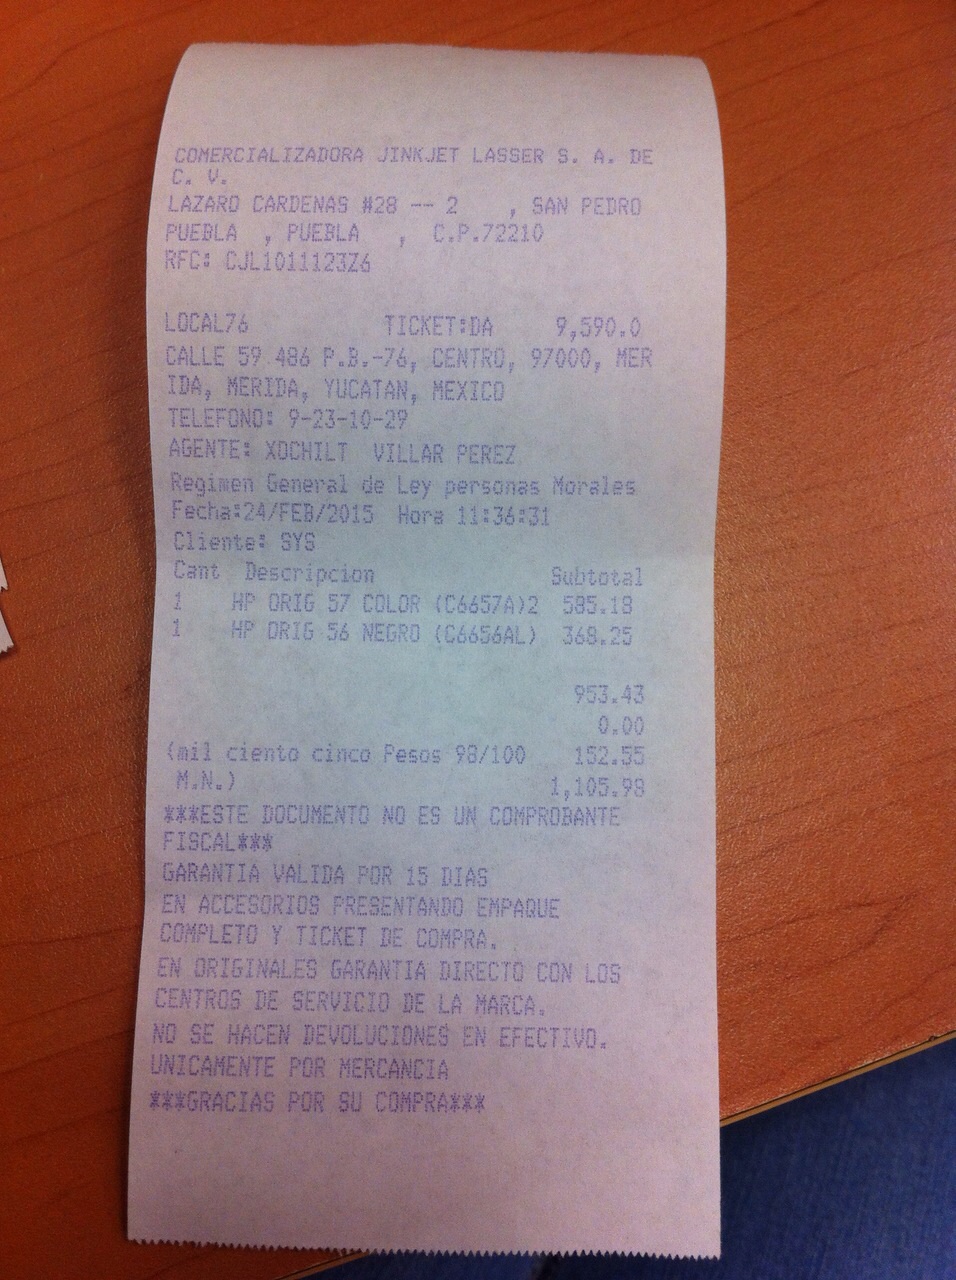 COMERCIALIZADORA JINKJET LASSER S. A. DE
C. V.
LAZARO CARDENAS #28 -- 2 , SAN PEDRO
PUEBLA , PUEBLA , C.P.72210
RFC: CJL1011123Z6
LOCAL76 TICKET:DA 9,590.0
CALLE 59 486 P.B.-76, CENTRO, 97000, MER
IDA, MERIDA, YUCATAN, MEXICO
TELEFONO: 9-23-10-29
AGENTE: XOCHILT VILLAR PEREZ
Regimen General de Ley personas Morales
Fecha:24/FEB/2015 Hora 11:36:31
Cliente: SYS
Cant Descripcion Subtotal
1 HP ORIG 57 COLOR (C6657A)2 585.18
1 HP ORIG 56 NEGRO (C6656AL) 368.25
953.43
0.00
(mil ciento cinco Pesos 98/100 152.55
M.N.) 1,105.98
***ESTE DOCUMENTO NO ES UN COMPROBANTE
FISCAL***
GARANTIA VALIDA POR 15 DIAS
EN ACCESORIOS PRESENTANDO EMPAQUE
COMPLETO Y TICKET DE COMPRA.
EN ORIGINALES GARANTIA DIRECTO CON LOS
CENTROS DE SERVICIO DE LA MARCA.
NO SE HACEN DEVOLUCIONES EN EFECTIVO.
UNICAMENTE POR MERCANCIA
***GRACIAS POR SU COMPRA***